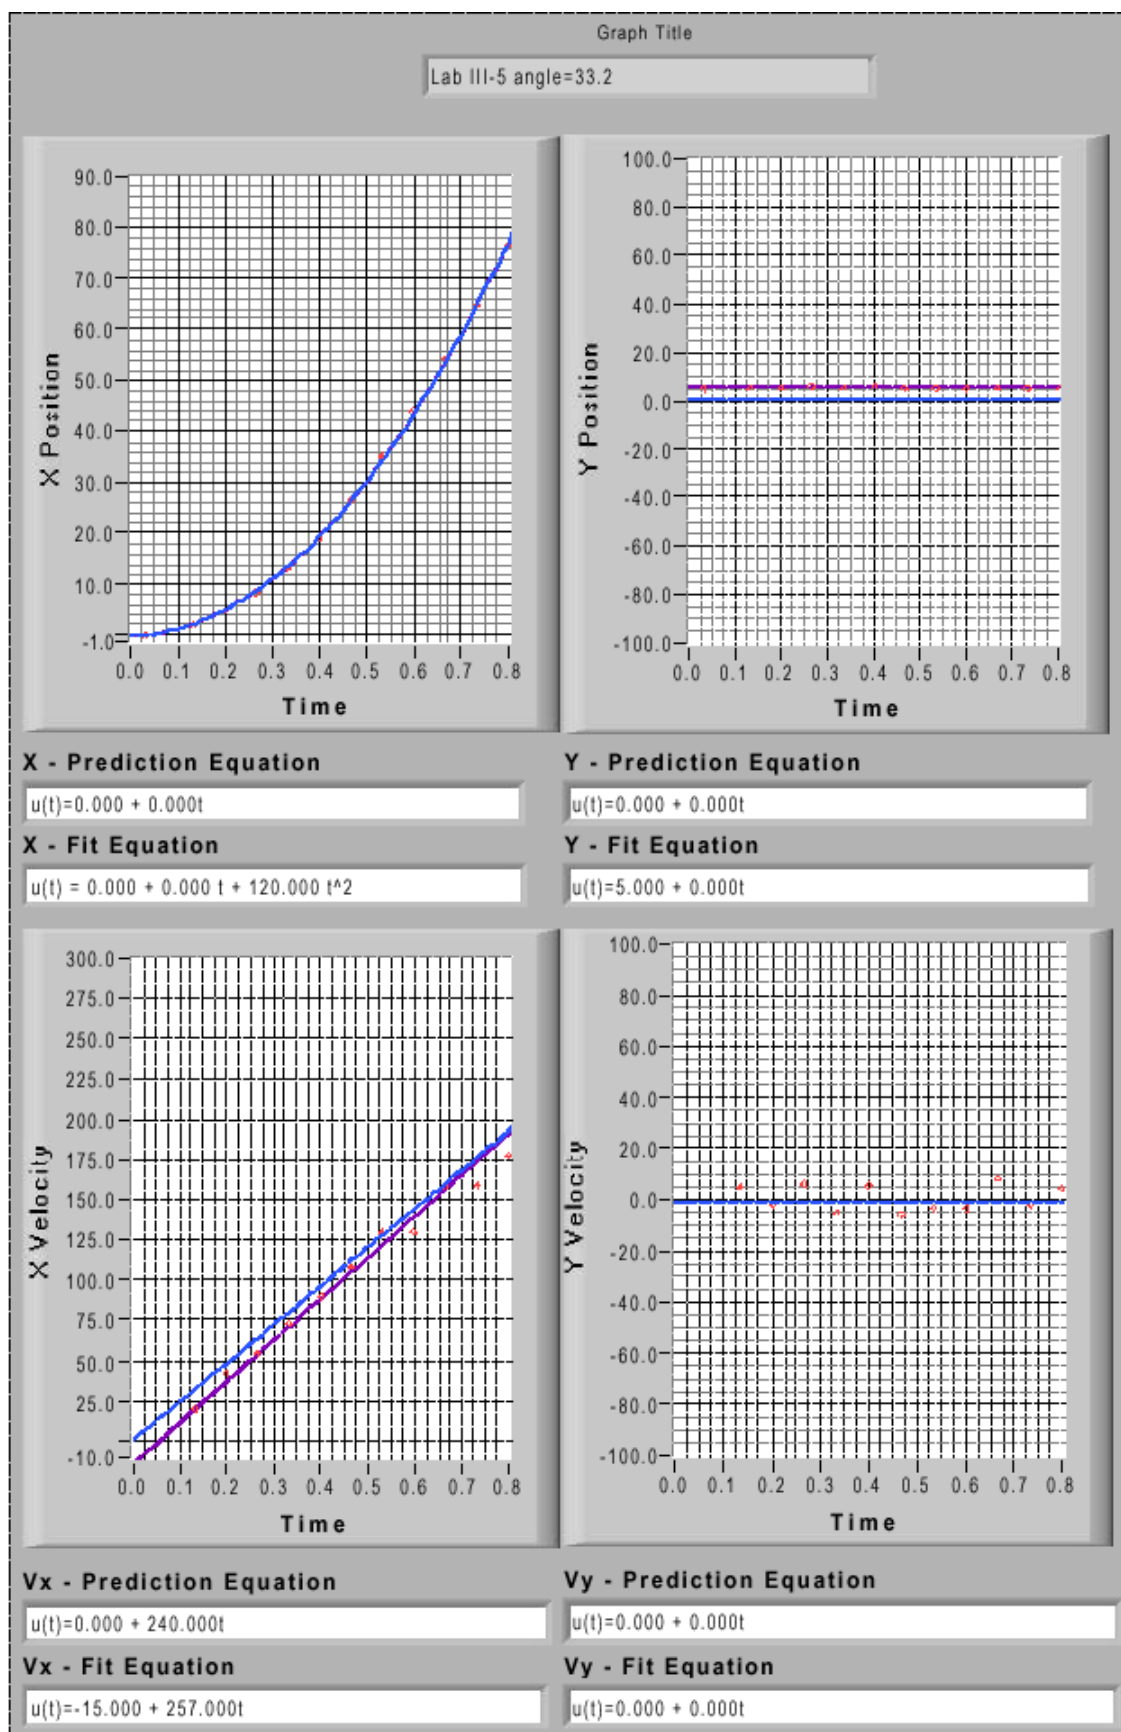 Graph Title
Lab III-5 angle=33.2
90.0
80.0
70.0
60.0
50.0
40.0
30.0
20.0
10.0
-1.0
X Position
0.0 0.1 0.2 0.3 0.4 0.5 0.6 0.7 0.8
Time
100.0
80.0
60.0
40.0
20.0
0.0
-20.0
-40.0
-60.0
-80.0
-100.0
Y Position
0.0 0.1 0.2 0.3 0.4 0.5 0.6 0.7 0.8
Time
X - Prediction Equation
u(t)=0.000 + 0.000t
Y - Prediction Equation
u(t)=0.000 + 0.000t
X - Fit Equation
u(t) = 0.000 + 0.000 t + 120.000 t^2
Y - Fit Equation
u(t)=5.000 + 0.000t
300.0
275.0
250.0
225.0
200.0
175.0
150.0
125.0
100.0
75.0
50.0
25.0
-10.0
X Velocity
0.0 0.1 0.2 0.3 0.4 0.5 0.6 0.7 0.8
Time
100.0
80.0
60.0
40.0
20.0
0.0
-20.0
-40.0
-60.0
-80.0
-100.0
Y Velocity
0.0 0.1 0.2 0.3 0.4 0.5 0.6 0.7 0.8
Time
Vx - Prediction Equation
u(t)=0.000 + 240.000t
Vy - Prediction Equation
u(t)=0.000 + 0.000t
Vx - Fit Equation
u(t)=-15.000 + 257.000t
Vy - Fit Equation
u(t)=0.000 + 0.000t